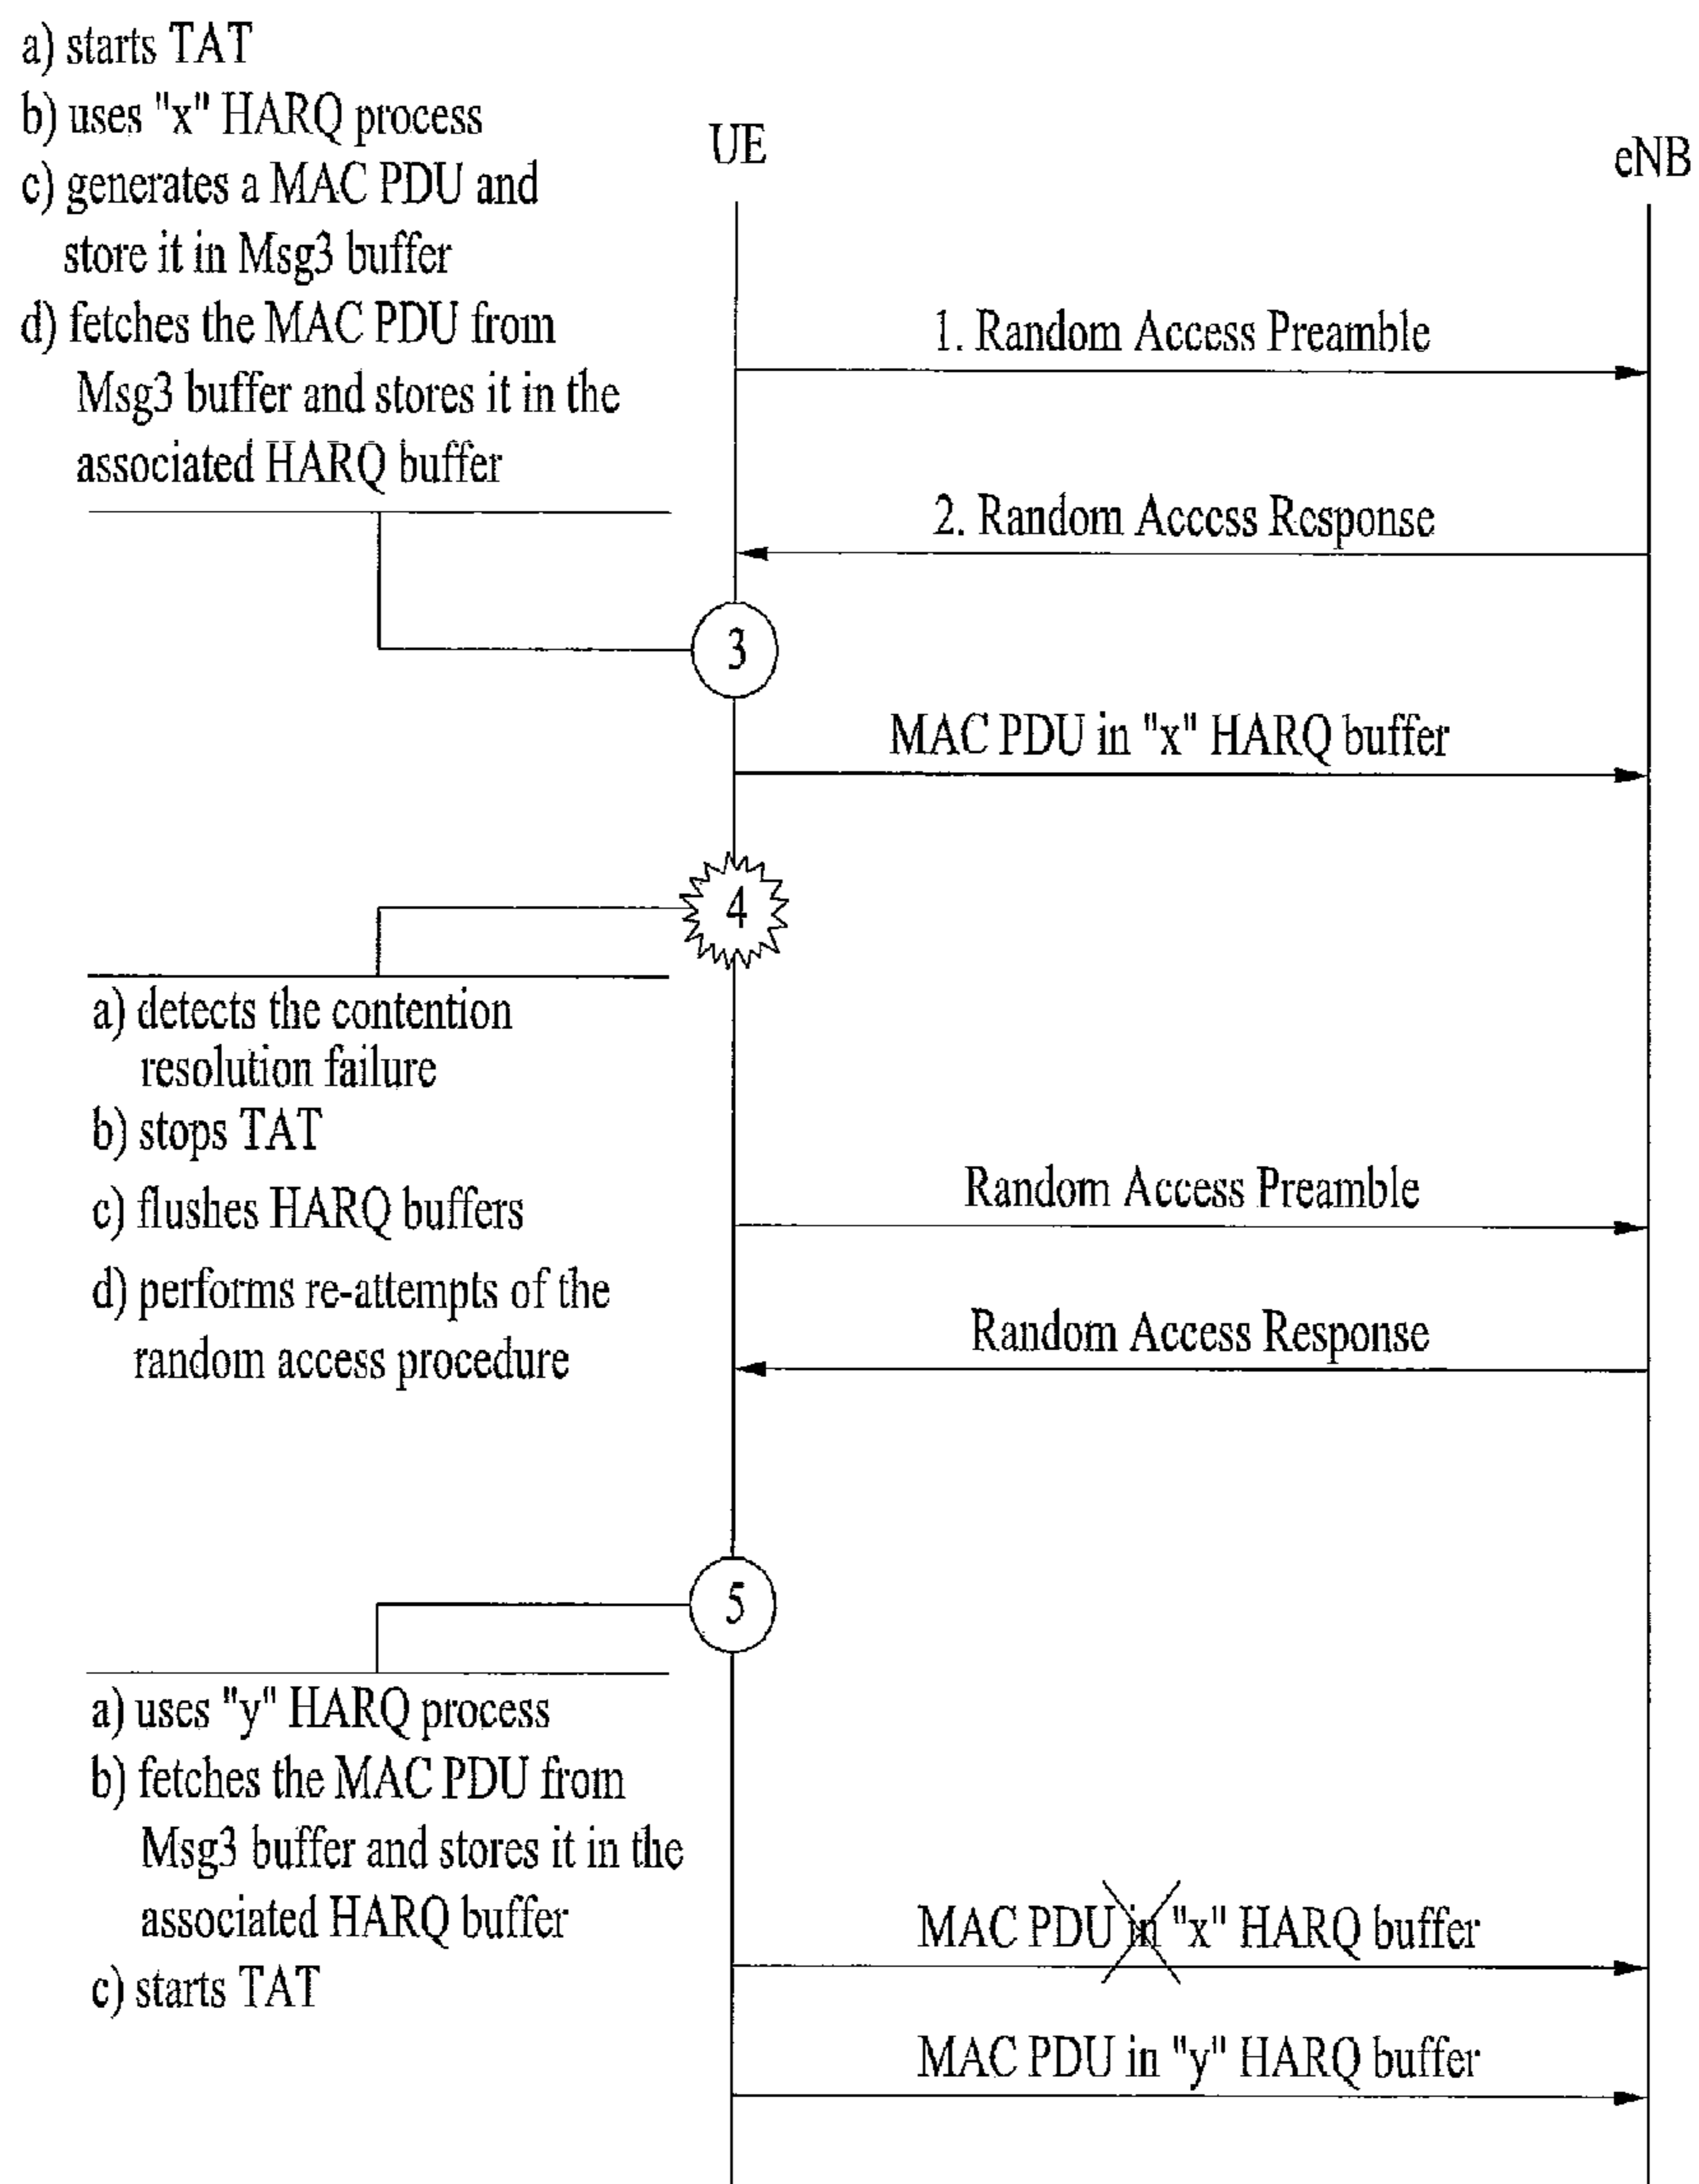 a) starts TAT
b) uses "x" HARQ process
c) generates a MAC PDU and
store it in Msg3 buffer
d) fetches the MAC PDU from
Msg3 buffer and stores it in the
associated HARQ buffer
UE
eNB
1. Random Access Preamble
2. Random Access Response
3
MAC PDU in "x" HARQ buffer
4
a) detects the contention
resolution failure
b) stops TAT
c) flushes HARQ buffers
d) performs re-attempts of the
random access procedure
Random Access Preamble
Random Access Response
5
a) uses "y" HARQ process
b) fetches the MAC PDU from
Msg3 buffer and stores it in the
associated HARQ buffer
c) starts TAT
MAC PDU in "x" HARQ buffer
MAC PDU in "y" HARQ buffer